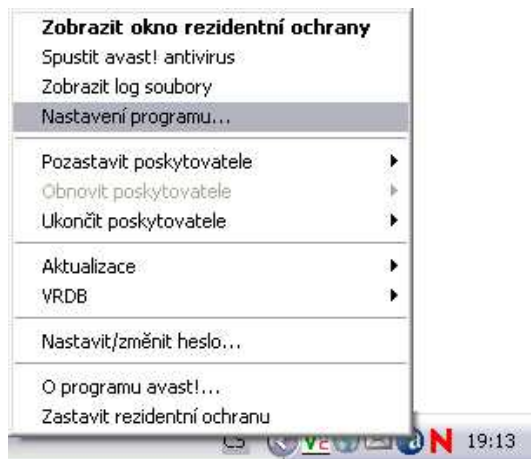 Zobrazit okno rezidentní ochrany
Spustit avast! antivirus
Zobrazit log soubory
Nastavení programu...
Pozastavit poskytovatele
Obnovit poskytovatele
Ukončit poskytovatele
Aktualizace
VRDB
Nastavit/změnit heslo...
O programu avast!...
Zastavit rezidentní ochranu
CS N 19:13